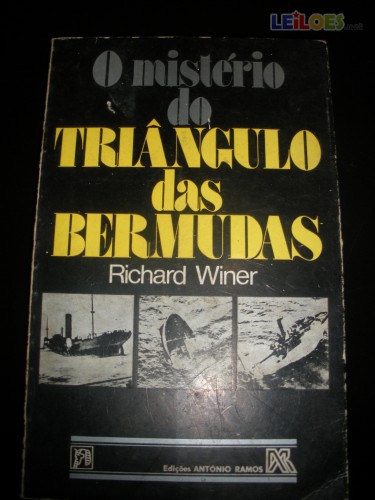 LEiLOES.net
O mistério
do
TRIÂNGULO
das
BERMUDAS
Richard Winer
Edições ANTÓNIO RAMOS